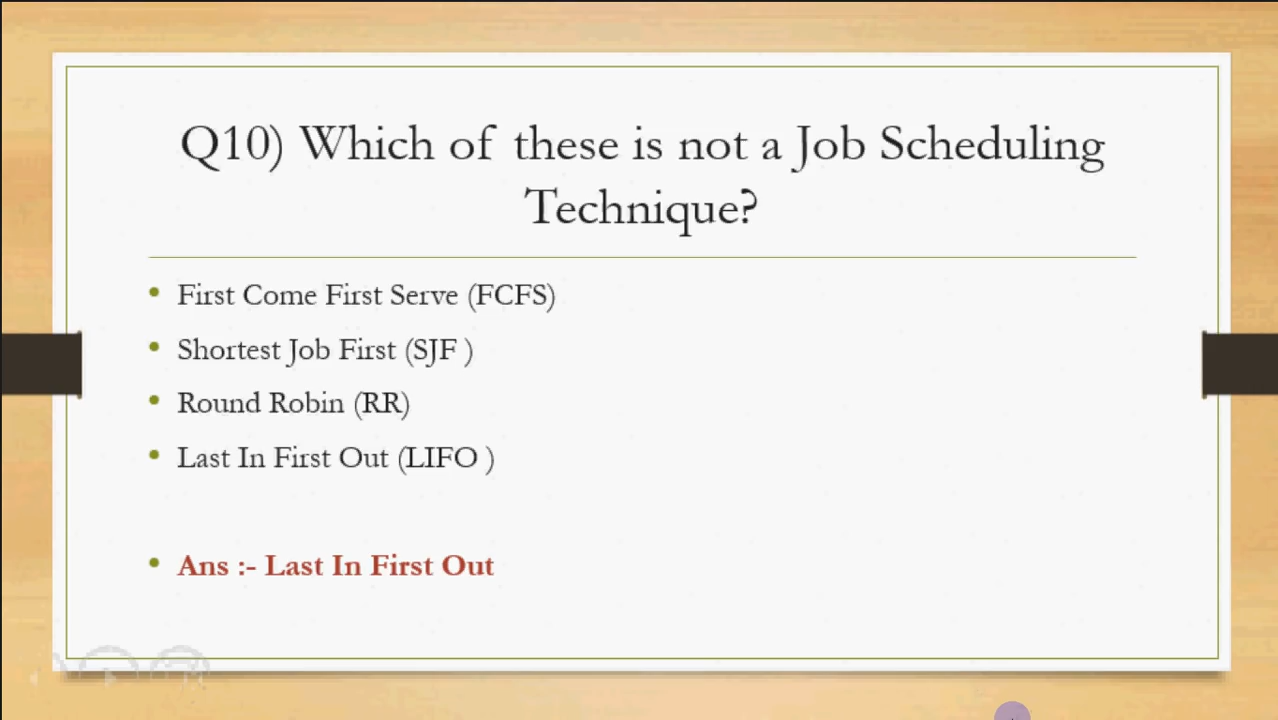 Q10) Which of these is not a Job Scheduling
Technique?
• First Come First Serve (FCFS)
• Shortest Job First (SJF )
• Round Robin (RR)
• Last In First Out (LIFO )
• Ans :- Last In First Out